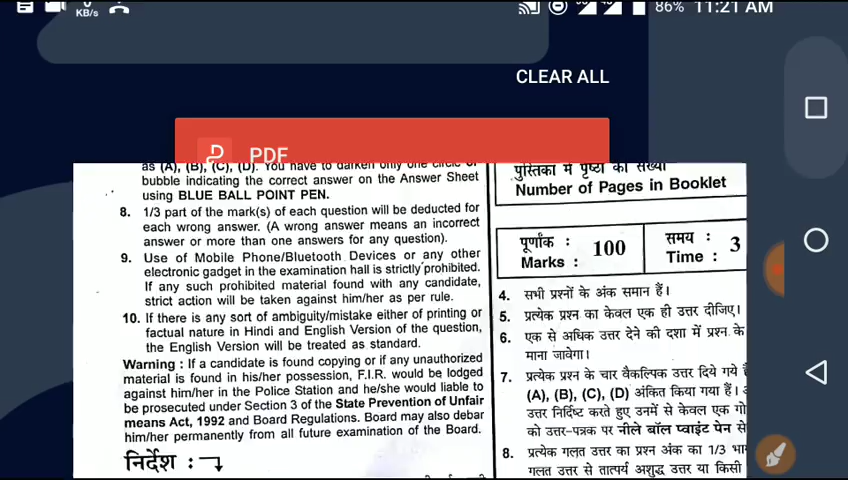 KB/s
86% 11:21 AM
CLEAR ALL
PDF
as (A), (B), (C), (D). You have to darken only one circle or
bubble indicating the correct answer on the Answer Sheet
using BLUE BALL POINT PEN.
8. 1/3 part of the mark(s) of each question will be deducted for
each wrong answer. (A wrong answer means an incorrect
answer or more than one answers for any question).
9. Use of Mobile Phone/Bluetooth Devices or any other
electronic gadget in the examination hall is strictly prohibited.
If any such prohibited material found with any candidate,
strict action will be taken against him/her as per rule.
10. If there is any sort of ambiguity/mistake either of printing or
factual nature in Hindi and English Version of the question,
the English Version will be treated as standard.
Warning : If a candidate is found copying or if any unauthorized
material is found in his/her possession, F.I.R. would be lodged
against him/her in the Police Station and he/she would liable to
be prosecuted under Section 3 of the State Prevention of Unfair
means Act, 1992 and Board Regulations. Board may also debar
him/her permanently from all future examination of the Board.
निर्देश :
पुस्तिका में पृष्ठों की संख्या
Number of Pages in Booklet
पूर्णांक :
Marks : 100
समय :
Time : 3
4. सभी प्रश्नों के अंक समान हैं।
5. प्रत्येक प्रश्न का केवल एक ही उत्तर दीजिए।
6. एक से अधिक उत्तर देने की दशा में प्रश्न के
माना जावेगा।
7. प्रत्येक प्रश्न के चार वैकल्पिक उत्तर दिये गये
(A), (B), (C), (D) अंकित किया गया है।
उत्तर निर्दिष्ट करते हुए उनमें से केवल एक गो
को उत्तर-पत्रक पर नीले बॉल प्वाइंट पेन से
8. प्रत्येक गलत उत्तर का प्रश्न अंक का 1/3 भा
गलत उत्तर से तात्पर्य अशुद्ध उत्तर या किसी